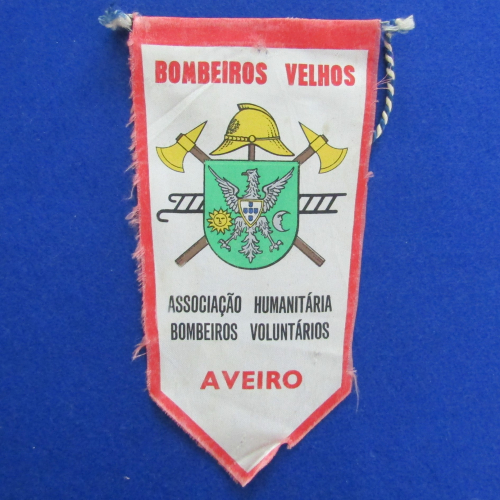 BOMBEIROS VELHOS
ASSOCIAÇÃO HUMANITÁRIA
BOMBEIROS VOLUNTÁRIOS
AVEIRO